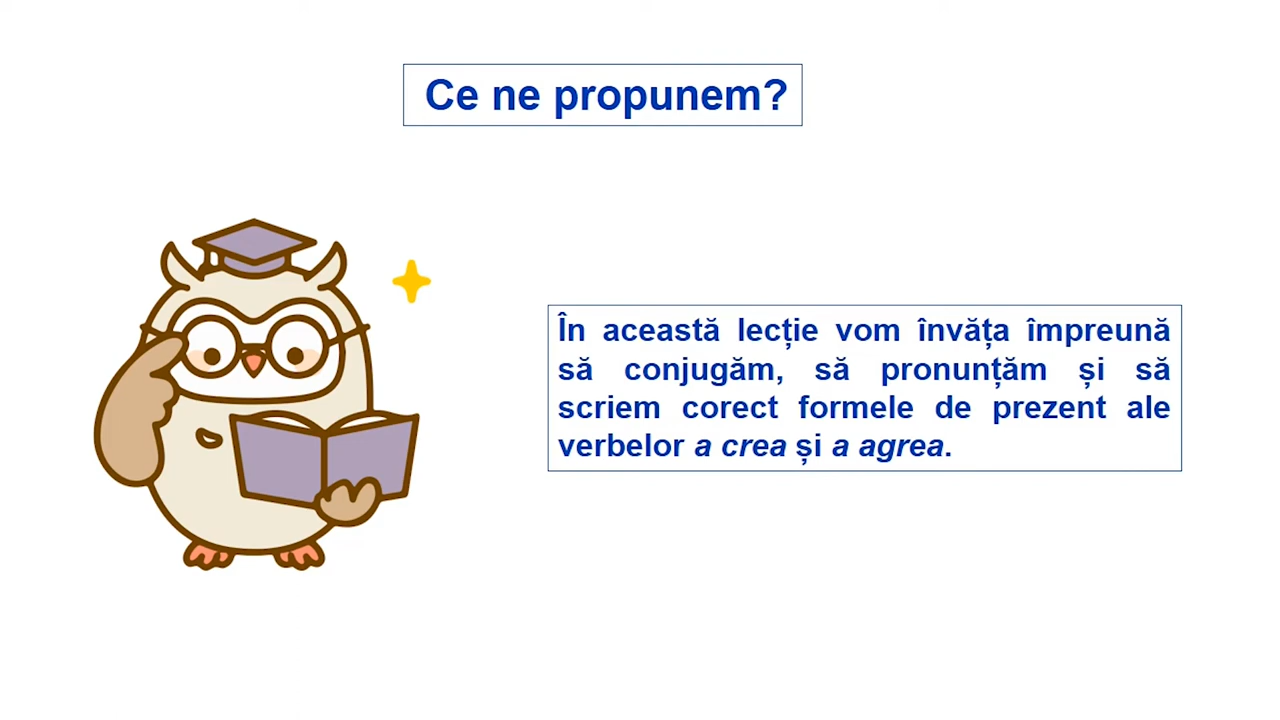 Ce ne propunem?
În această lecție vom învăța împreună
să conjugăm, să pronunțăm și să
scriem corect formele de prezent ale
verbelor a crea și a agrea.